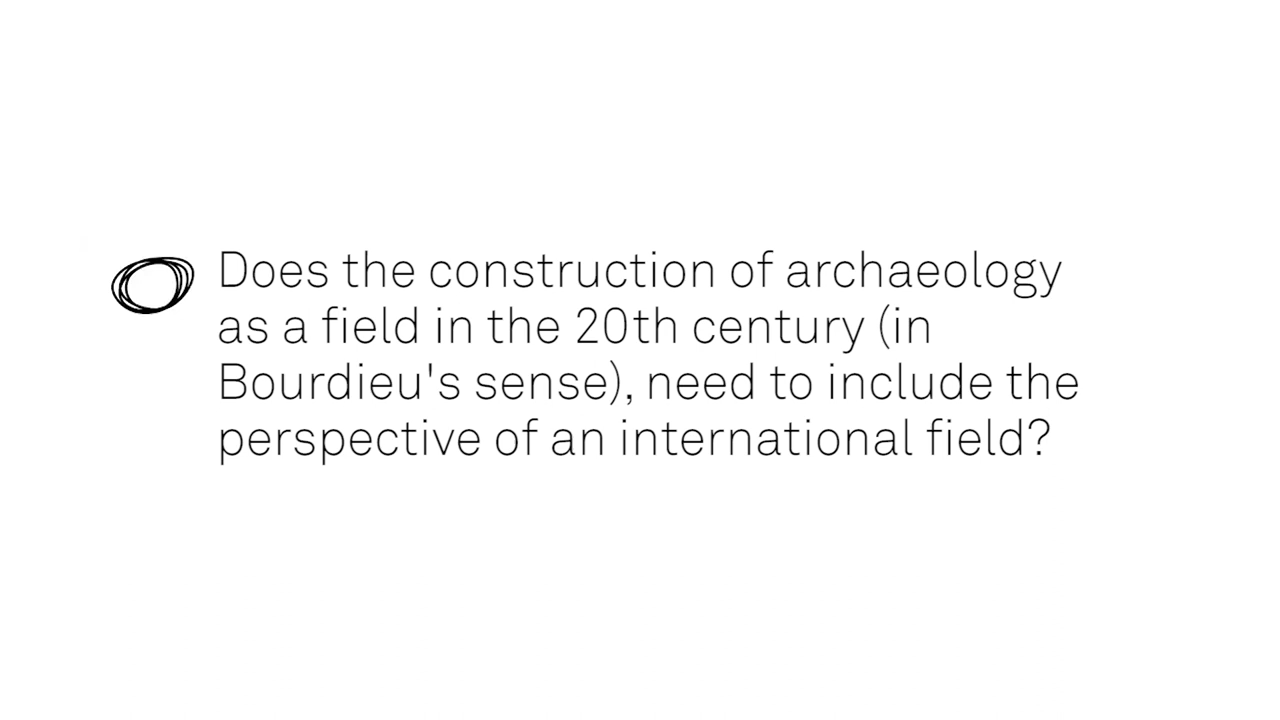 Does the construction of archaeology
as a field in the 20th century (in
Bourdieu's sense), need to include the
perspective of an international field?